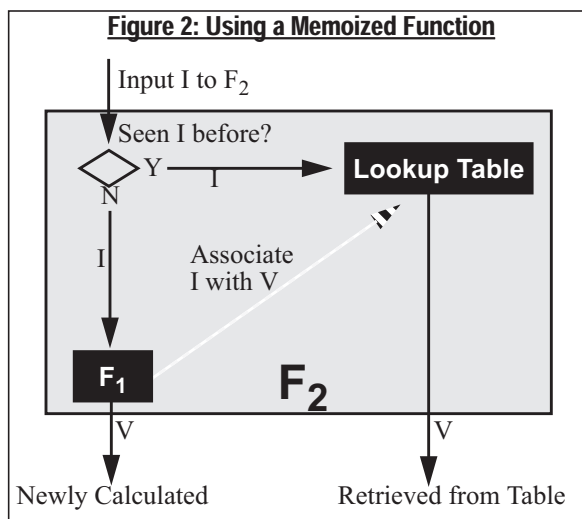 Figure 2: Using a Memoized Function
Input I to F2
Seen I before?
Y
I
Lookup Table
N
I
Associate
I with V
F1
F2
V
V
Newly Calculated
Retrieved from Table